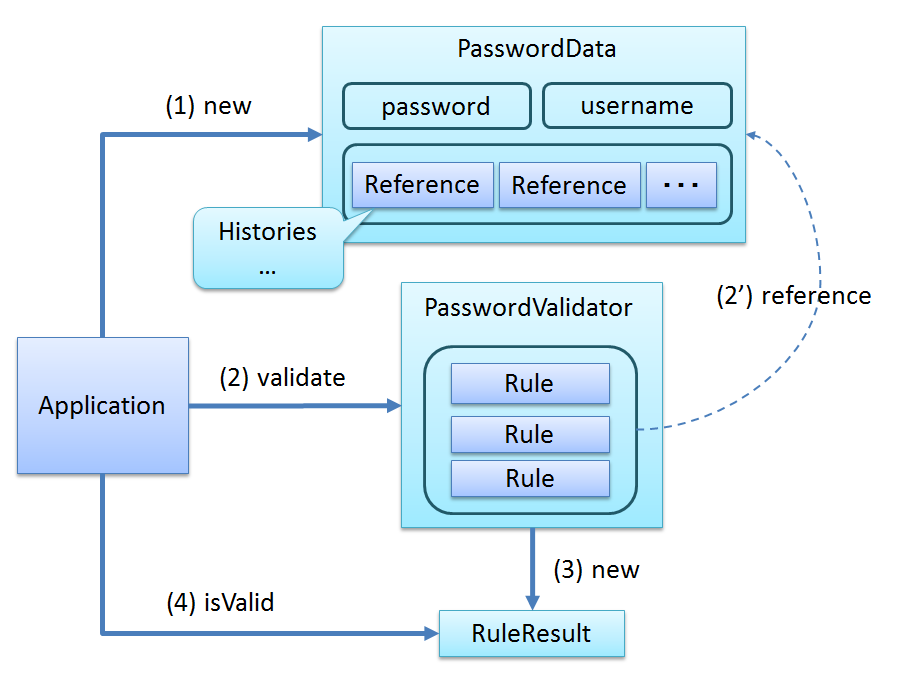 PasswordData
(1) new
password
username
Reference
Reference
･･･
Histories
...
(2’) reference
PasswordValidator
(2) validate
Rule
Application
Rule
Rule
(3) new
(4) isValid
RuleResult